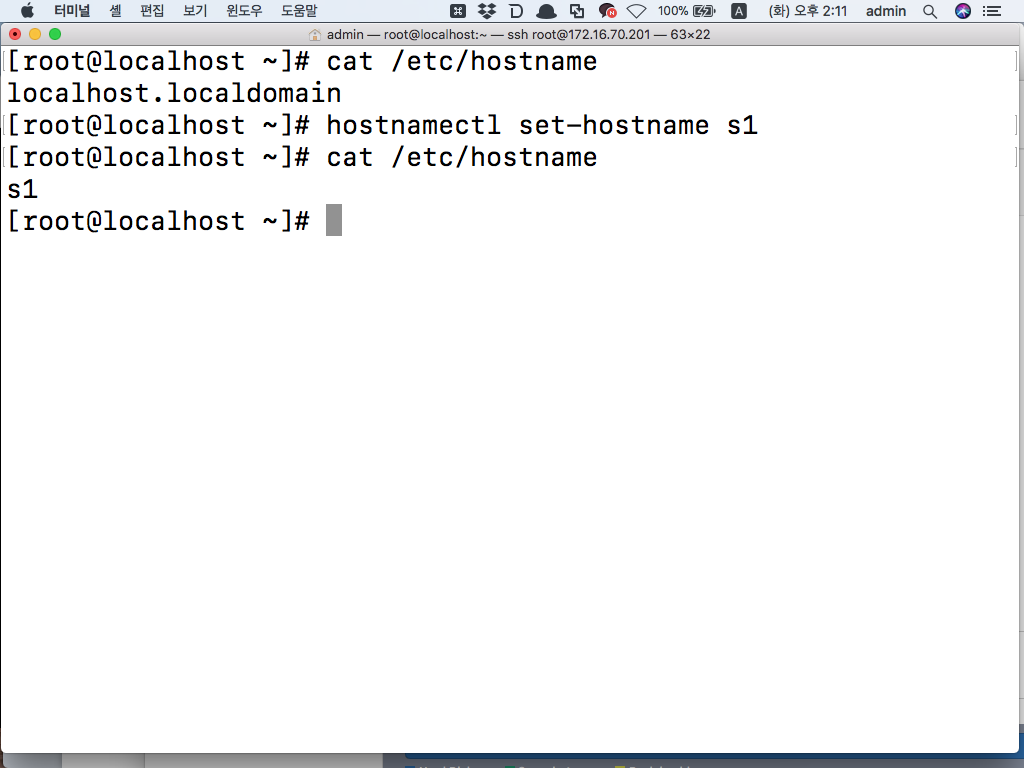 터미널 셸 편집 보기 윈도우 도움말 100% A (화) 오후 2:11 admin
admin — root@localhost:~ — ssh root@172.16.70.201 — 63×22
[root@localhost ~]# cat /etc/hostname
localhost.localdomain
[root@localhost ~]# hostnamectl set-hostname s1
[root@localhost ~]# cat /etc/hostname
s1
[root@localhost ~]#